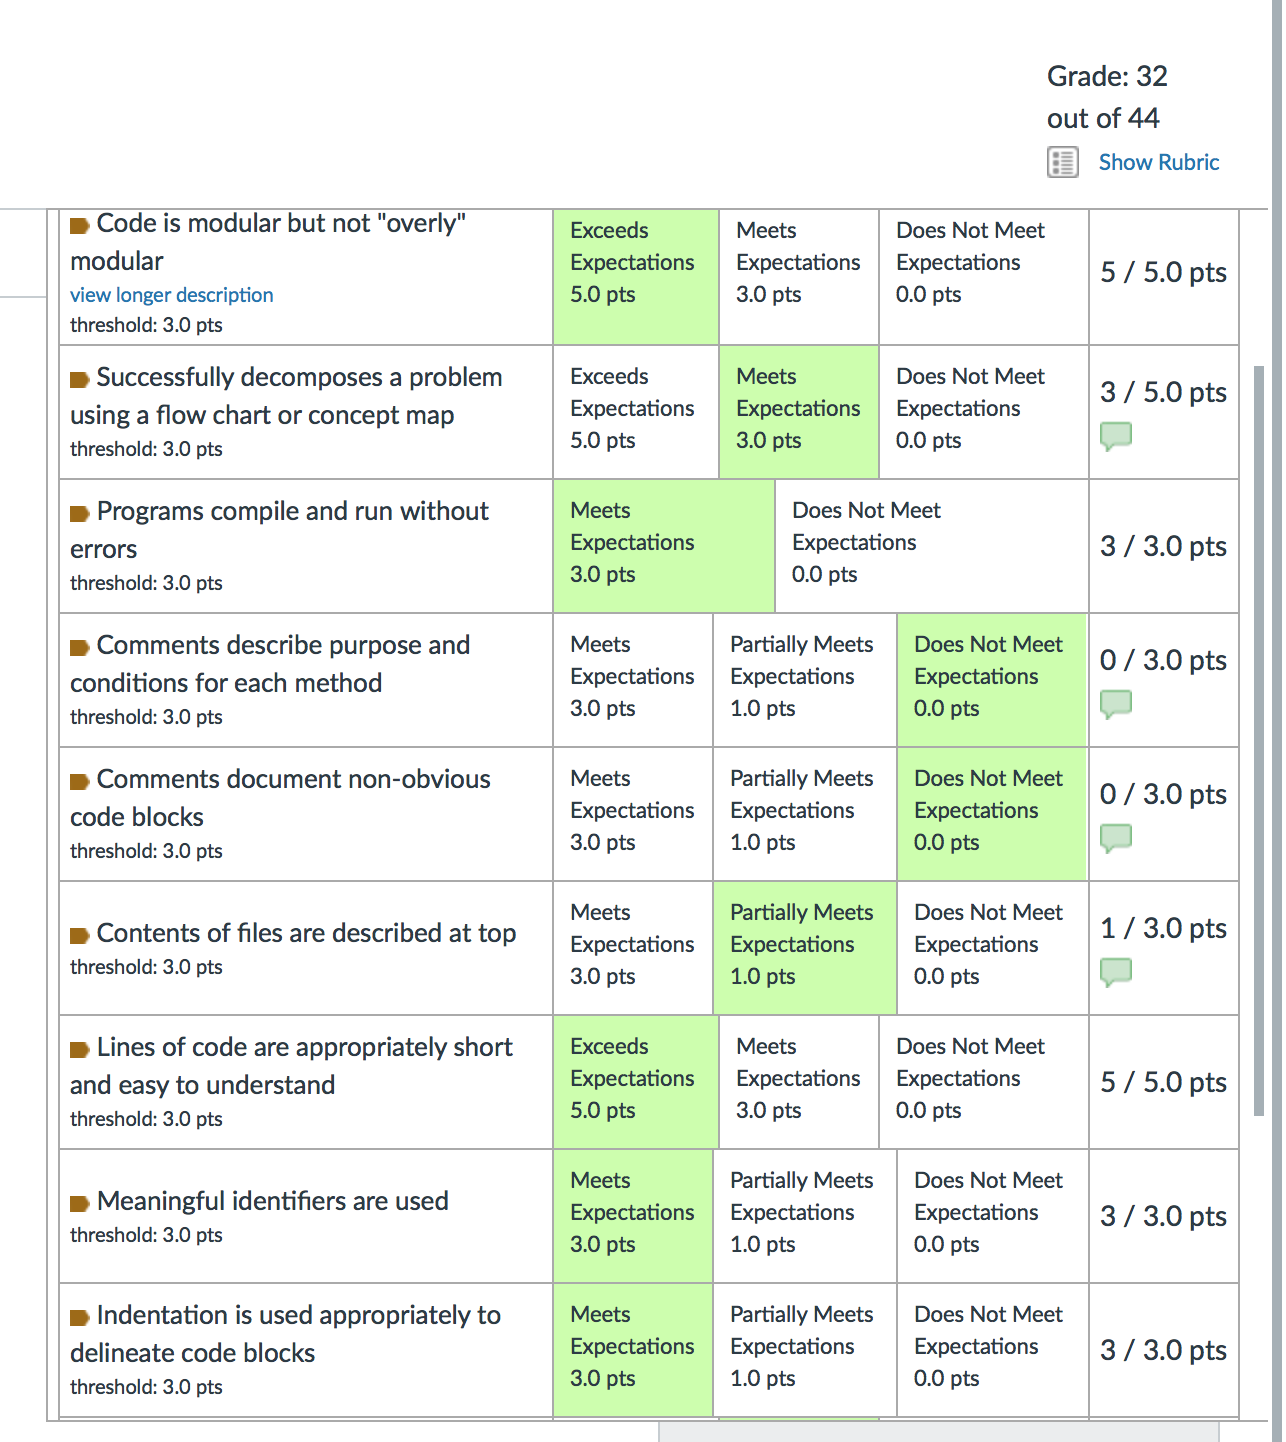 Grade: 32
out of 44
Show Rubric
Code is modular but not "overly"
modular
view longer description
threshold: 3.0 pts
Exceeds
Expectations
5.0 pts
Meets
Expectations
3.0 pts
Does Not Meet
Expectations
0.0 pts
5 / 5.0 pts
Successfully decomposes a problem
using a flow chart or concept map
threshold: 3.0 pts
Exceeds
Expectations
5.0 pts
Meets
Expectations
3.0 pts
Does Not Meet
Expectations
0.0 pts
3 / 5.0 pts
Programs compile and run without
errors
threshold: 3.0 pts
Meets
Expectations
3.0 pts
Does Not Meet
Expectations
0.0 pts
3 / 3.0 pts
Comments describe purpose and
conditions for each method
threshold: 3.0 pts
Meets
Expectations
3.0 pts
Partially Meets
Expectations
1.0 pts
Does Not Meet
Expectations
0.0 pts
0 / 3.0 pts
Comments document non-obvious
code blocks
threshold: 3.0 pts
Meets
Expectations
3.0 pts
Partially Meets
Expectations
1.0 pts
Does Not Meet
Expectations
0.0 pts
0 / 3.0 pts
Contents of files are described at top
threshold: 3.0 pts
Meets
Expectations
3.0 pts
Partially Meets
Expectations
1.0 pts
Does Not Meet
Expectations
0.0 pts
1 / 3.0 pts
Lines of code are appropriately short
and easy to understand
threshold: 3.0 pts
Exceeds
Expectations
5.0 pts
Meets
Expectations
3.0 pts
Does Not Meet
Expectations
0.0 pts
5 / 5.0 pts
Meaningful identifiers are used
threshold: 3.0 pts
Meets
Expectations
3.0 pts
Partially Meets
Expectations
1.0 pts
Does Not Meet
Expectations
0.0 pts
3 / 3.0 pts
Indentation is used appropriately to
delineate code blocks
threshold: 3.0 pts
Meets
Expectations
3.0 pts
Partially Meets
Expectations
1.0 pts
Does Not Meet
Expectations
0.0 pts
3 / 3.0 pts